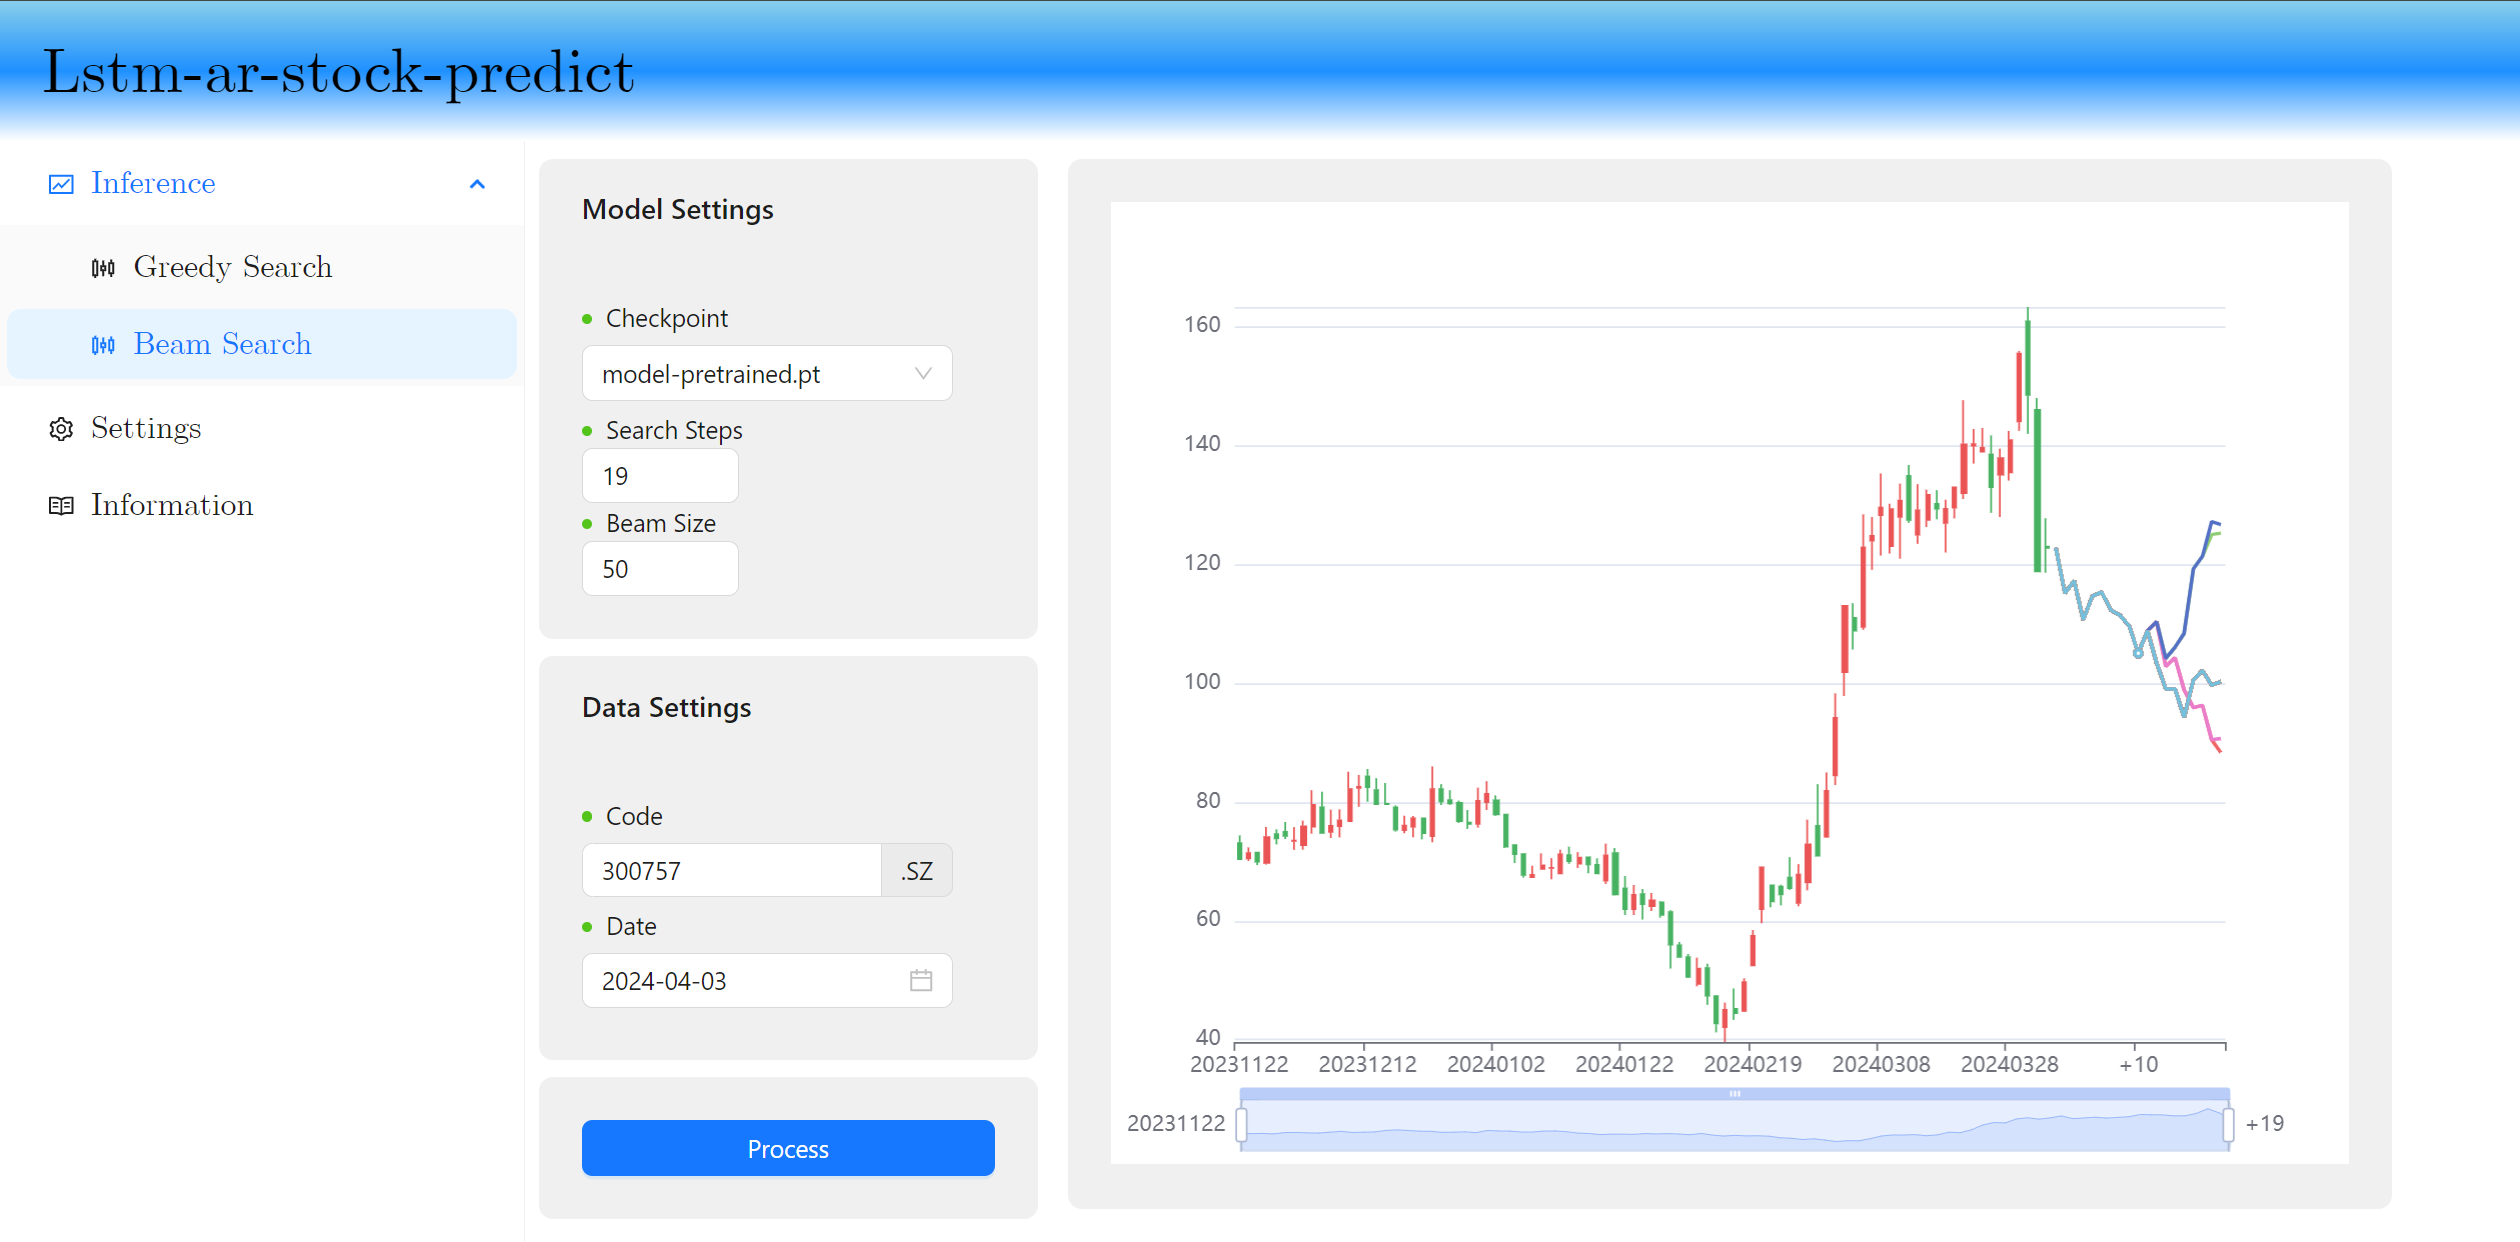 Lstm-ar-stock-predict
Inference
Greedy Search
Beam Search
Settings
Information
Model Settings
Checkpoint
model-pretrained.pt
Search Steps
19
Beam Size
50
Data Settings
Code
300757 .SZ
Date
2024-04-03
Process
160
140
120
100
80
60
40
20231122 20231212 20240102 20240122 20240219 20240308 20240328 +10
20231122 +19